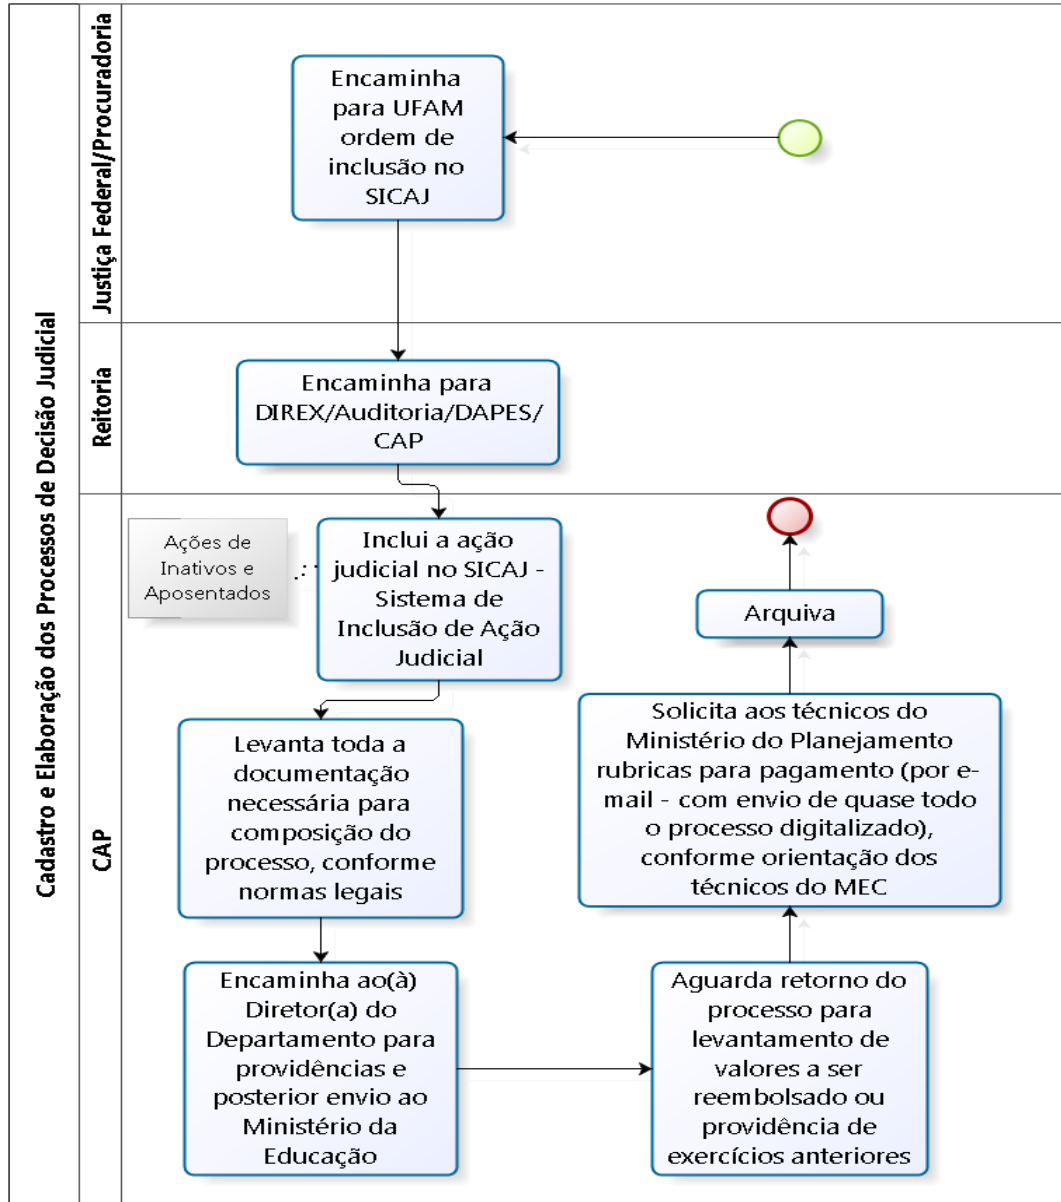 Cadastro e Elaboração dos Processos de Decisão Judicial
Justiça Federal/Procuradoria
Encaminha
para UFAM
ordem de
inclusão no
SICAJ
Reitoria
Encaminha para
DIREX/Auditoria/DAPES/
CAP
CAP
Ações de
Inativos e
Aposentados
Inclui a ação
judicial no SICAJ -
Sistema de
Inclusão de Ação
Judicial
Levanta toda a
documentação
necessária para
composição do
processo, conforme
normas legais
Encaminha ao(à)
Diretor(a) do
Departamento para
providências e
posterior envio ao
Ministério da
Educação
Aguarda retorno do
processo para
levantamento de
valores a ser
reembolsado ou
providência de
exercícios anteriores
Solicita aos técnicos do
Ministério do Planejamento
rubricas para pagamento (por e-
mail - com envio de quase todo
o processo digitalizado),
conforme orientação dos
técnicos do MEC
Arquiva